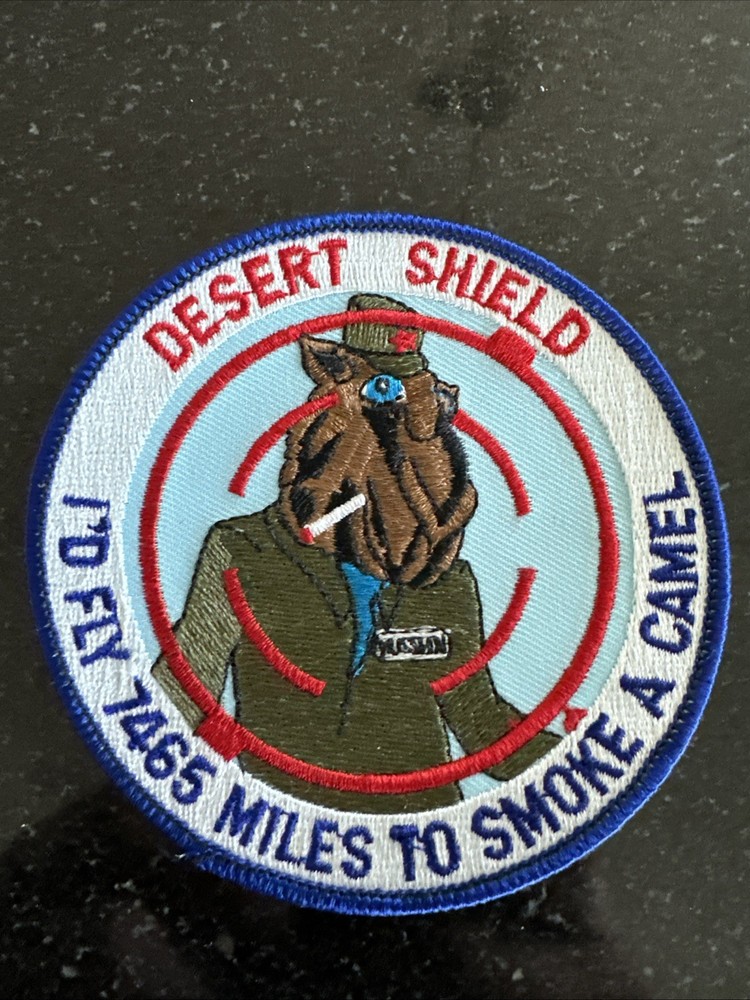 DESERT SHIELD
I'D FLY 7465 MILES TO SMOKE A CAMEL